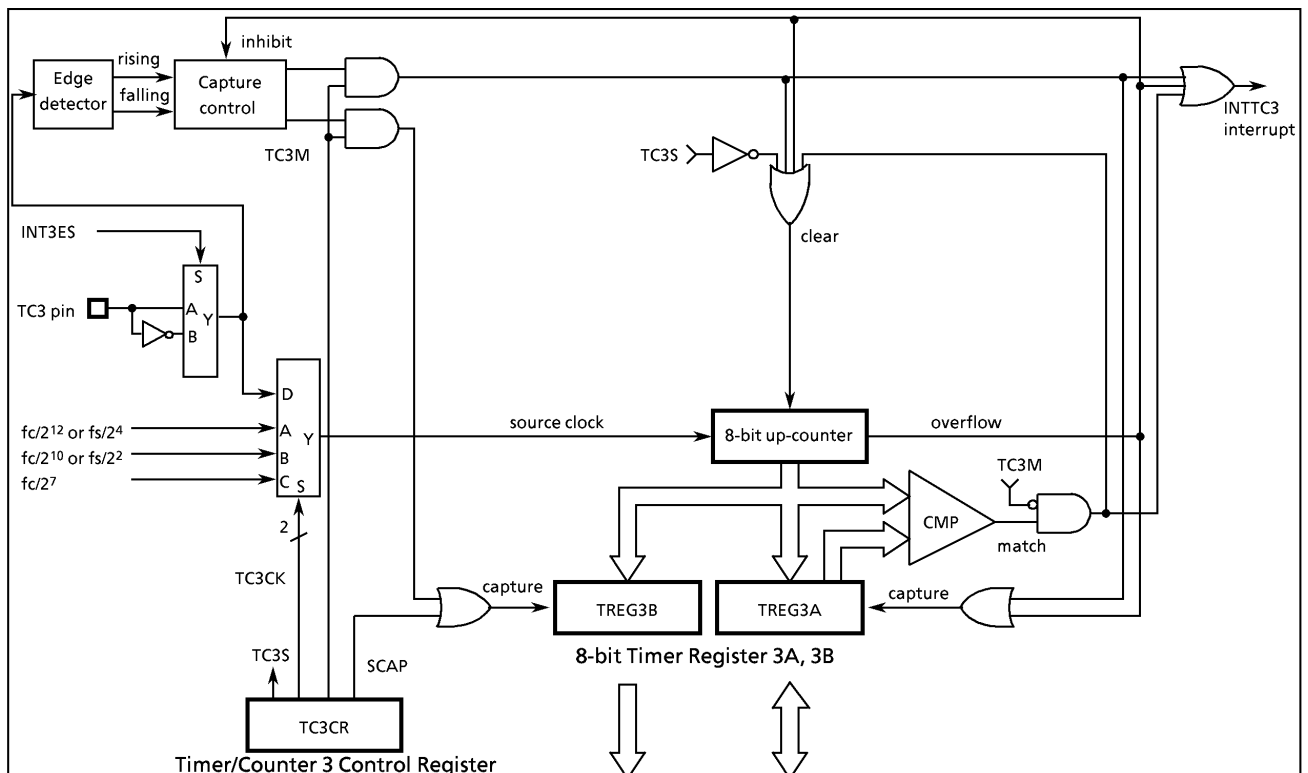 inhibit
rising
Edge
detector
falling
Capture
control
TC3M
TC3S
INTTC3
interrupt
clear
INT3ES
S
TC3 pin
A
Y
B
D
fc/2¹² or fs/2⁴
A
Y
source clock
8-bit up-counter
overflow
fc/2¹⁰ or fs/2²
B
fc/2⁷
C
S
TC3M
2
CMP
match
TC3CK
capture
TREG3B
TREG3A
capture
8-bit Timer Register 3A, 3B
TC3S
SCAP
TC3CR
Timer/Counter 3 Control Register